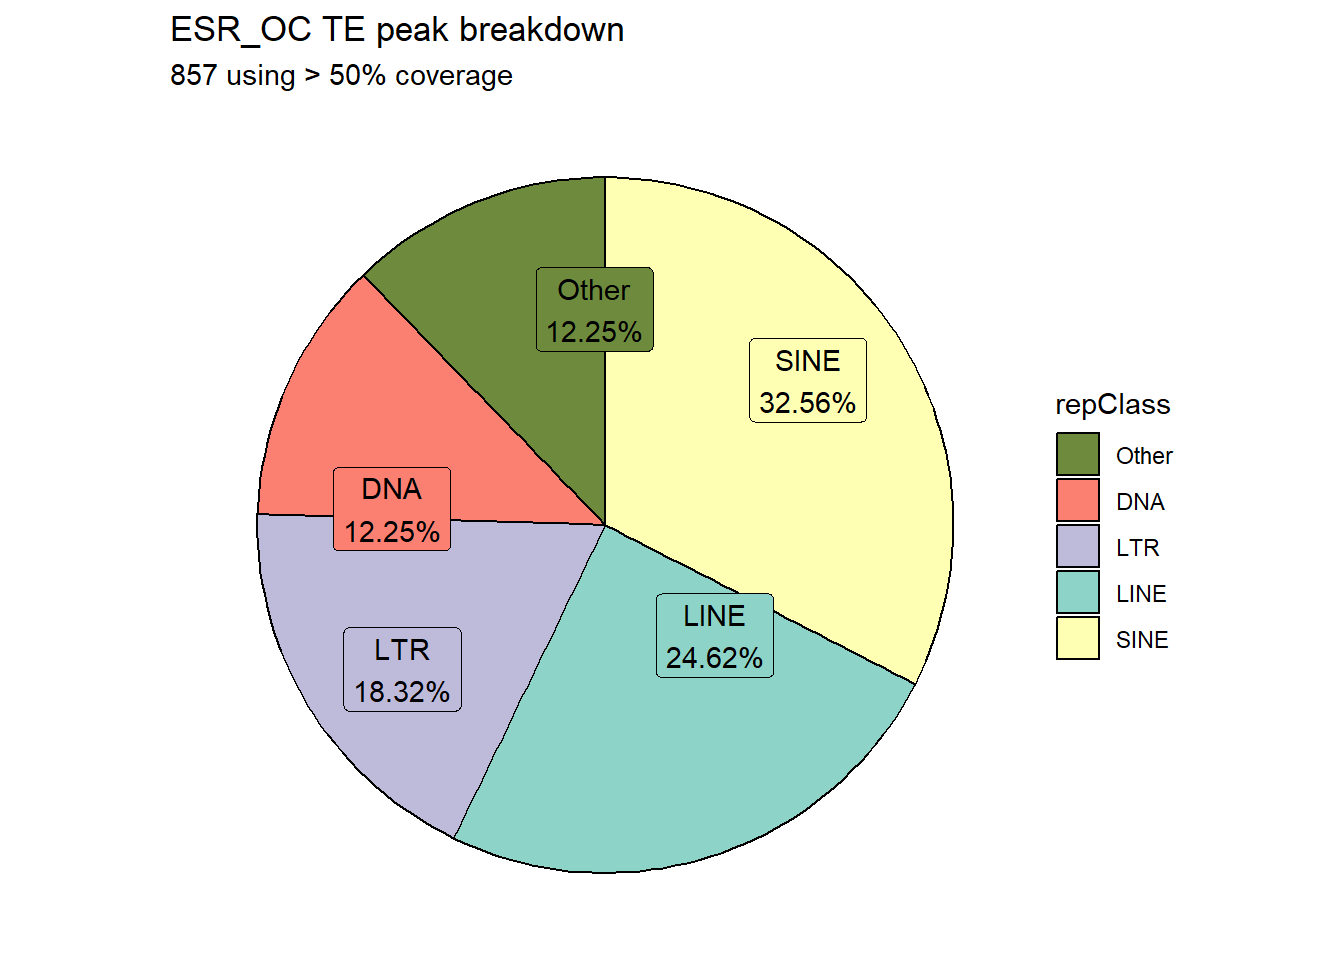 ESR_OC TE peak breakdown
857 using > 50% coverage
Other
12.25%
SINE
32.56%
DNA
12.25%
LINE
24.62%
LTR
18.32%
repClass
Other
DNA
LTR
LINE
SINE